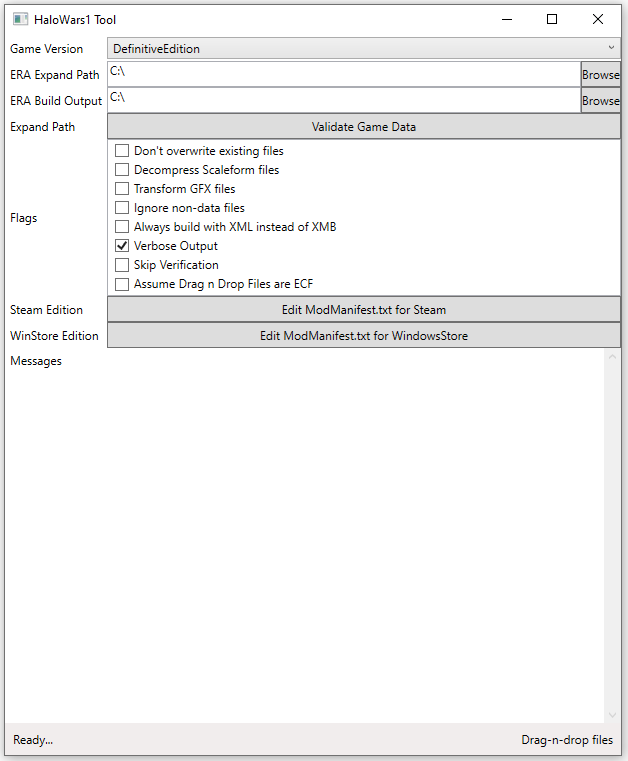 HaloWars1 Tool
Game Version DefinitiveEdition
ERA Expand Path C:\ Browse
ERA Build Output C:\ Browse
Expand Path Validate Game Data
Flags
Don't overwrite existing files
Decompress Scaleform files
Transform GFX files
Ignore non-data files
Always build with XML instead of XMB
Verbose Output
Skip Verification
Assume Drag n Drop Files are ECF
Steam Edition Edit ModManifest.txt for Steam
WinStore Edition Edit ModManifest.txt for WindowsStore
Messages
Ready... Drag-n-drop files